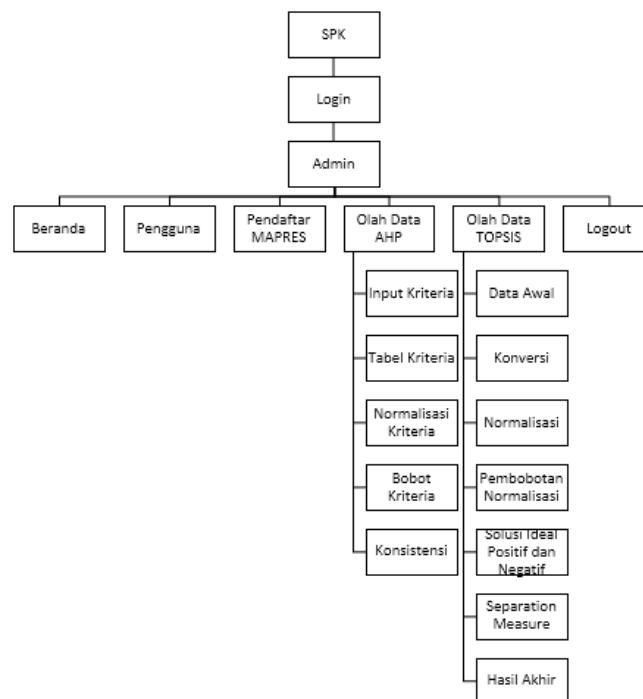 SPK
Login
Admin
Beranda
Pengguna
Pendaftar
MAPRES
Olah Data
AHP
Olah Data
TOPSIS
Logout
Input Kriteria
Tabel Kriteria
Normalisasi
Kriteria
Bobot
Kriteria
Konsistensi
Data Awal
Konversi
Normalisasi
Pembobotan
Normalisasi
Solusi Ideal
Positif dan
Negatif
Separation
Measure
Hasil Akhir